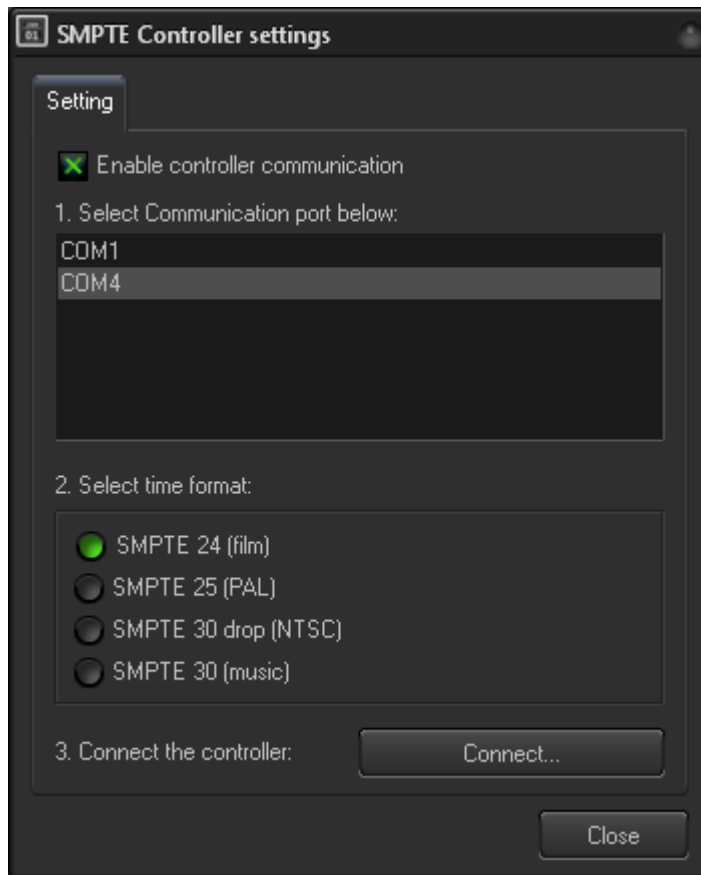 SMPTE Controller settings
Setting
Enable controller communication
1. Select Communication port below:
COM1
COM4
2. Select time format:
SMPTE 24 (film)
SMPTE 25 (PAL)
SMPTE 30 drop (NTSC)
SMPTE 30 (music)
3. Connect the controller: Connect...
Close